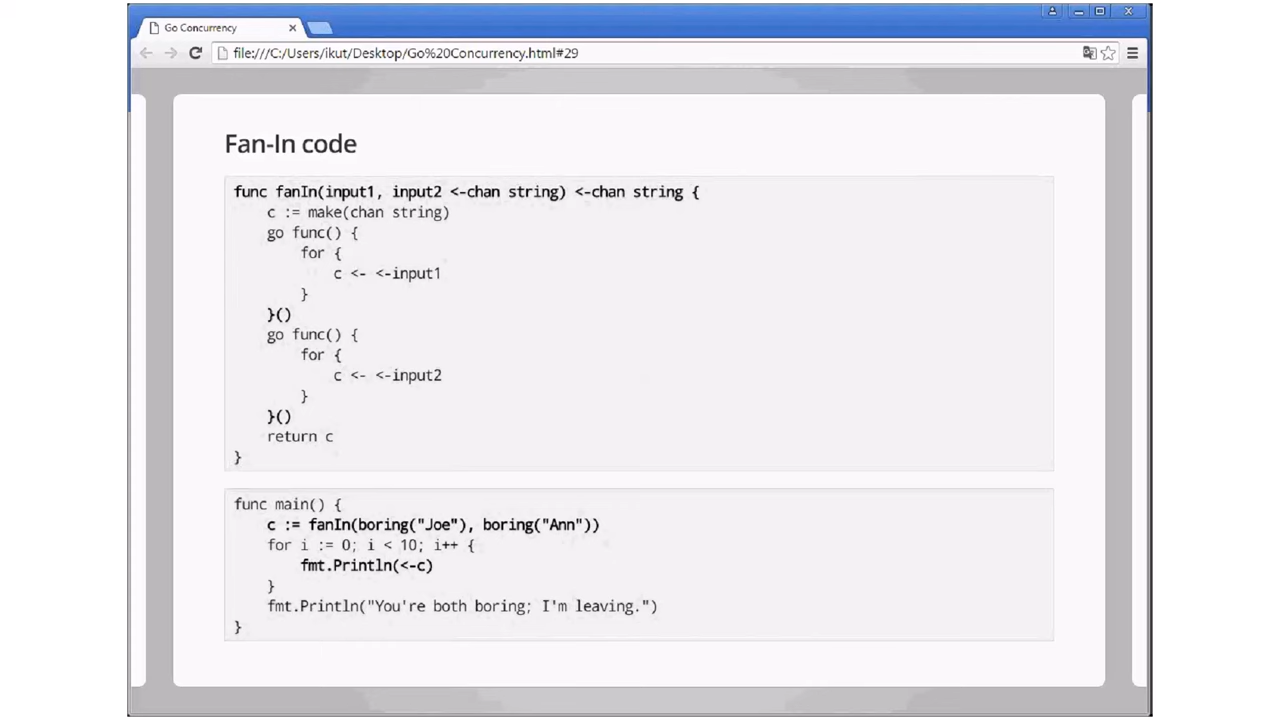 Go Concurrency
file:///C:/Users/ikut/Desktop/Go%20Concurrency.html#29
Fan-In code
func fanIn(input1, input2 <-chan string) <-chan string {
    c := make(chan string)
    go func() {
        for {
            c <- <-input1
        }
    }()
    go func() {
        for {
            c <- <-input2
        }
    }()
    return c
}
func main() {
    c := fanIn(boring("Joe"), boring("Ann"))
    for i := 0; i < 10; i++ {
        fmt.Println(<-c)
    }
    fmt.Println("You're both boring; I'm leaving.")
}